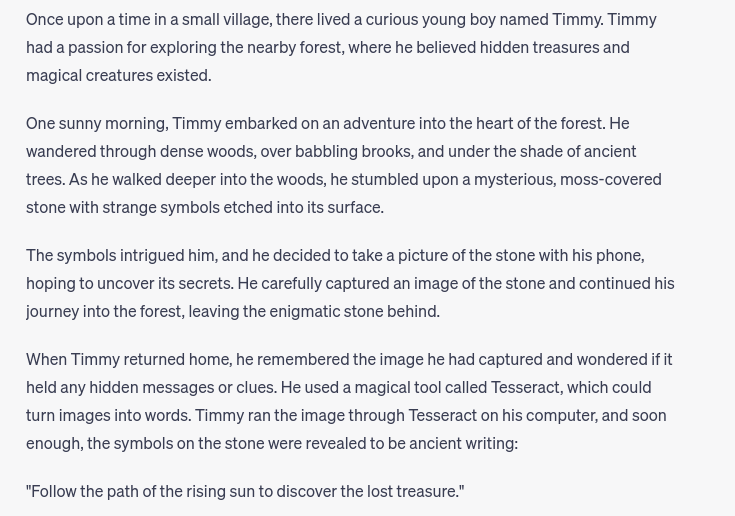 Once upon a time in a small village, there lived a curious young boy named Timmy. Timmy
had a passion for exploring the nearby forest, where he believed hidden treasures and
magical creatures existed.
One sunny morning, Timmy embarked on an adventure into the heart of the forest. He
wandered through dense woods, over babbling brooks, and under the shade of ancient
trees. As he walked deeper into the woods, he stumbled upon a mysterious, moss-covered
stone with strange symbols etched into its surface.
The symbols intrigued him, and he decided to take a picture of the stone with his phone,
hoping to uncover its secrets. He carefully captured an image of the stone and continued his
journey into the forest, leaving the enigmatic stone behind.
When Timmy returned home, he remembered the image he had captured and wondered if it
held any hidden messages or clues. He used a magical tool called Tesseract, which could
turn images into words. Timmy ran the image through Tesseract on his computer, and soon
enough, the symbols on the stone were revealed to be ancient writing:
"Follow the path of the rising sun to discover the lost treasure."